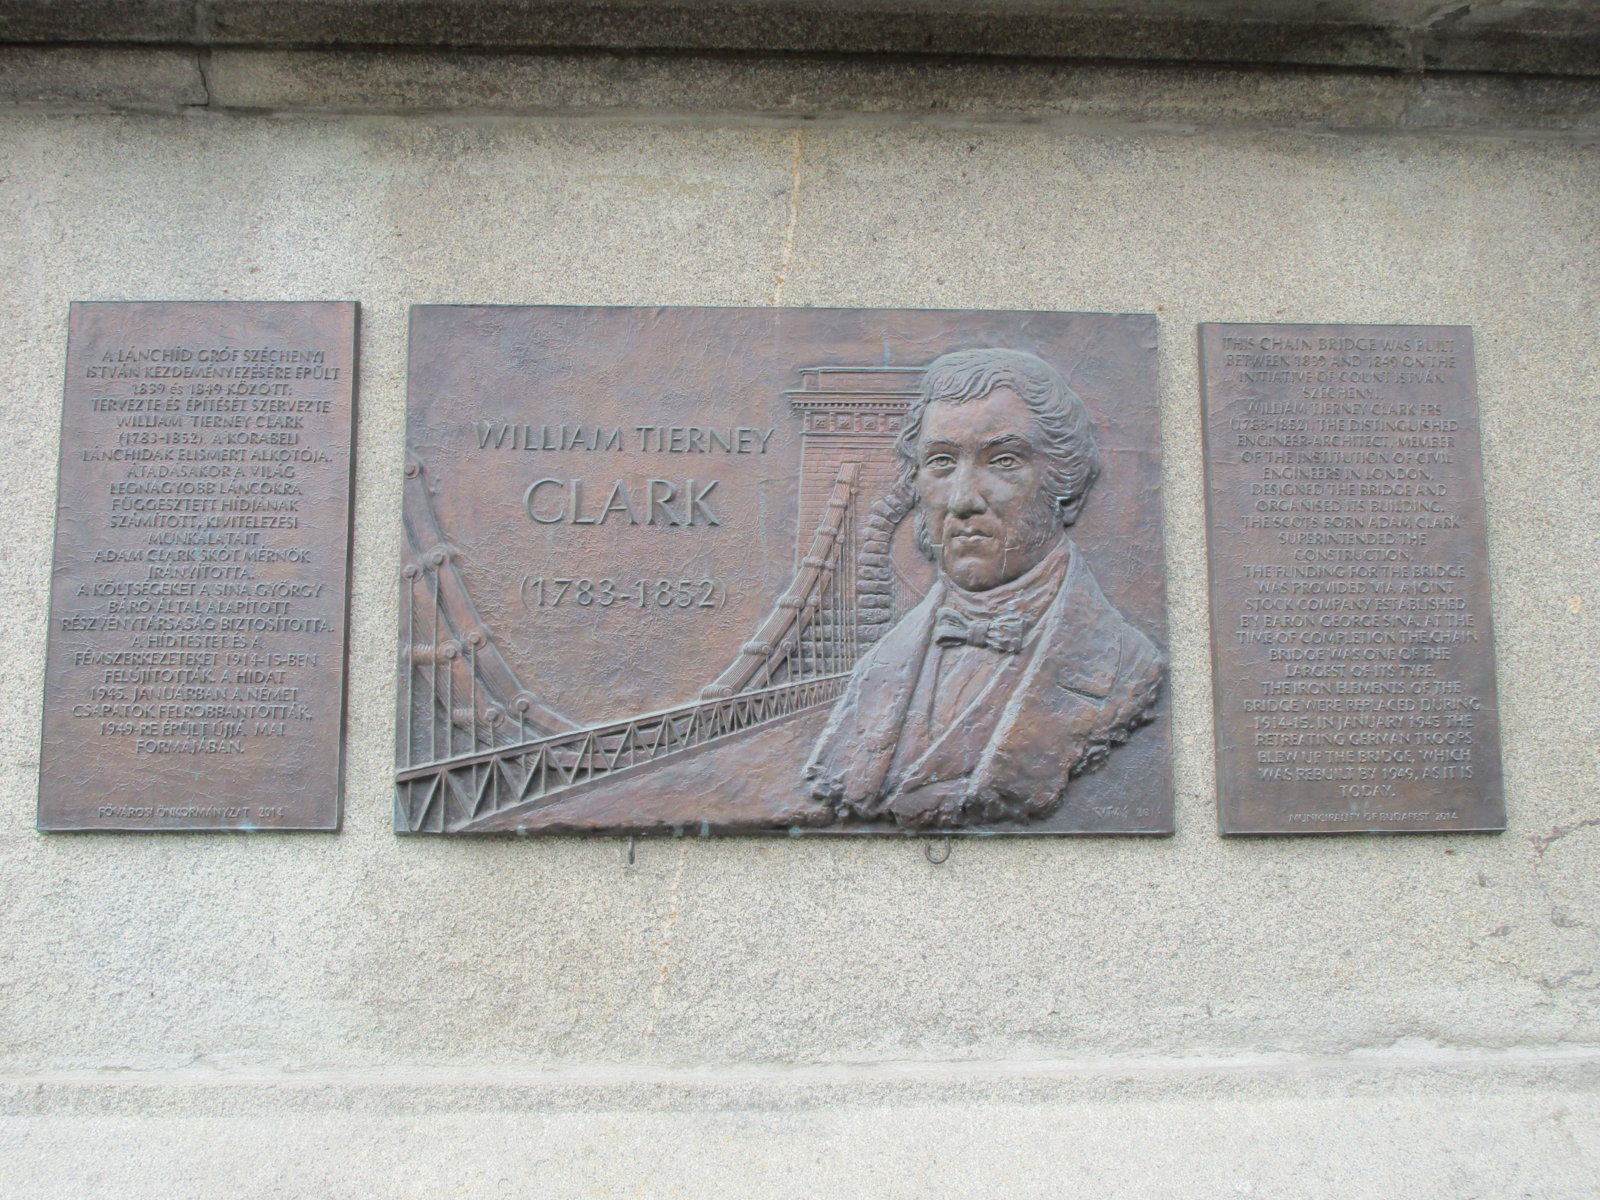 A LÁNCHÍD GRÓF SZÉCHENYI
ISTVÁN KEZDEMÉNYEZÉSÉRE ÉPÜLT
1839 és 1849 KÖZÖTT.
TERVEZTE ÉS ÉPÍTÉSÉT SZERVEZTE
WILLIAM TIERNEY CLARK
(1783-1852) A KORABELI
LÁNCHIDAK ELISMERT ALKOTÓJA.
ÁTADÁSAKOR A VILÁG
LEGNAGYOBB LÁNCOKRA
FÜGGESZTETT HÍDJÁNAK
SZÁMÍTOTT, KIVITELEZÉSI
MUNKÁLATAIT
ADAM CLARK SKÓT MÉRNÖK
IRÁNYÍTOTTA.
A KÖLTSÉGEKET A SINA GYÖRGY
BÁRÓ ÁLTAL ALAPÍTOTT
RÉSZVÉNYTÁRSASÁG BIZTOSÍTOTTA.
A HÍDTESTET ÉS A
FÉMSZERKEZETEKET 1914-15-BEN
FELÚJÍTOTTÁK. A HIDAT
1945. JANUÁRBAN A NÉMET
CSAPATOK FELROBBANTOTTÁK,
1949-RE ÉPÜLT ÚJJÁ MAI
FORMÁJÁBAN.
FŐVÁROSI ÖNKORMÁNYZAT 2014
WILLIAM TIERNEY
CLARK
(1783-1852)
THIS CHAIN BRIDGE WAS BUILT
BETWEEN 1839 AND 1849 ON THE
INITIATIVE OF COUNT ISTVÁN
SZÉCHENYI.
WILLIAM TIERNEY CLARK FRS
(1783-1852), THE DISTINGUISHED
ENGINEER-ARCHITECT, MEMBER
OF THE INSTITUTION OF CIVIL
ENGINEERS IN LONDON,
DESIGNED THE BRIDGE AND
ORGANISED ITS BUILDING.
THE SCOTS BORN ADAM CLARK
SUPERINTENDED THE
CONSTRUCTION.
THE FUNDING FOR THE BRIDGE
WAS PROVIDED VIA A JOINT
STOCK COMPANY ESTABLISHED
BY BARON GEORGE SINA. AT THE
TIME OF COMPLETION THE CHAIN
BRIDGE WAS ONE OF THE
LARGEST OF ITS TYPE.
THE IRON ELEMENTS OF THE
BRIDGE WERE REPLACED DURING
1914-15. IN JANUARY 1945 THE
RETREATING GERMAN TROOPS
BLEW UP THE BRIDGE, WHICH
WAS REBUILT BY 1949, AS IT IS
TODAY.
MUNICIPALITY OF BUDAPEST 2014